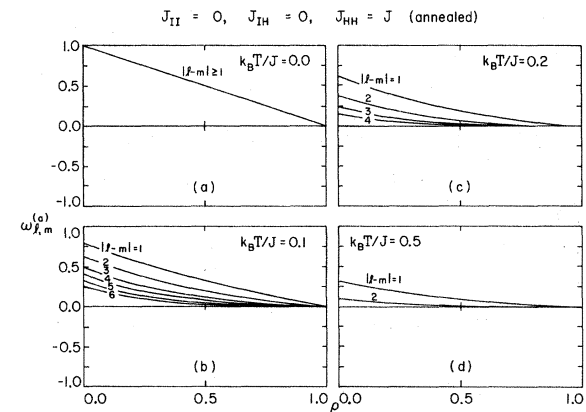 J_II = 0, J_IH = 0, J_HH = J (annealed)
1.0
0.5
0.0
-0.5
-1.0
|ℓ-m|≥1
k_BT/J=0.0
(a)
|ℓ-m|=1
2
3
4
k_BT/J=0.2
(c)
ω_ℓ,m^(a)
1.0
0.5
0.0
-0.5
-1.0
|ℓ-m|=1
2
3
4
5
6
k_BT/J=0.1
(b)
0.0 0.5 1.0
k_BT/J=0.5
|ℓ-m|=1
2
(d)
0.0 0.5 1.0
ρ